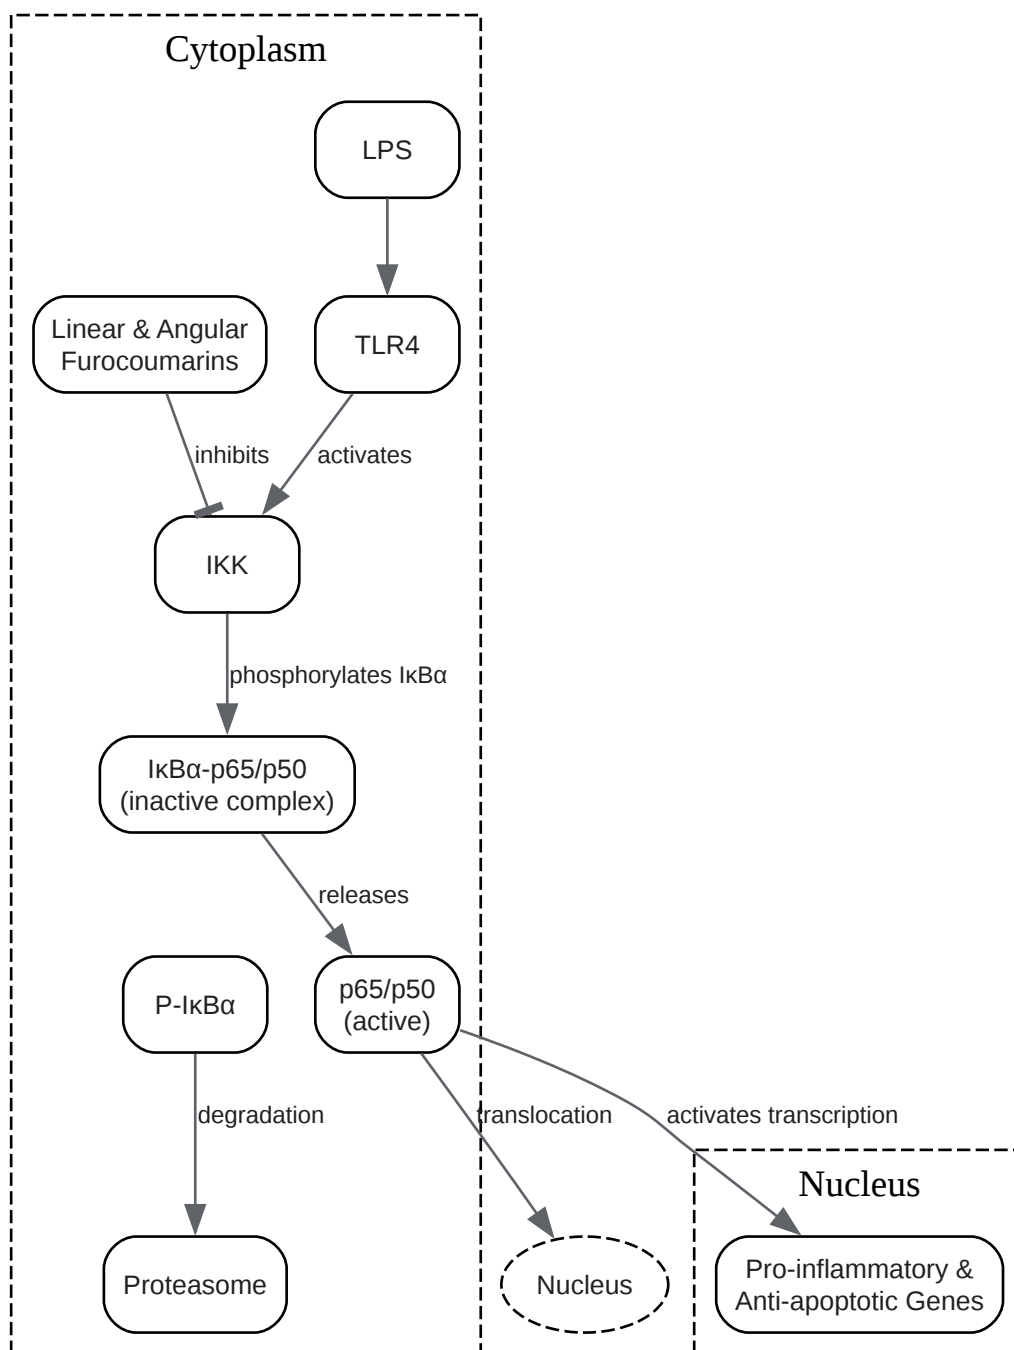 Cytoplasm
LPS
Linear & Angular
Furocoumarins
TLR4
inhibits
activates
IKK
phosphorylates IκBα
IκBα-p65/p50
(inactive complex)
releases
P-IκBα
p65/p50
(active)
degradation
translocation
activates transcription
Nucleus
Proteasome
Nucleus
Pro-inflammatory &
Anti-apoptotic Genes